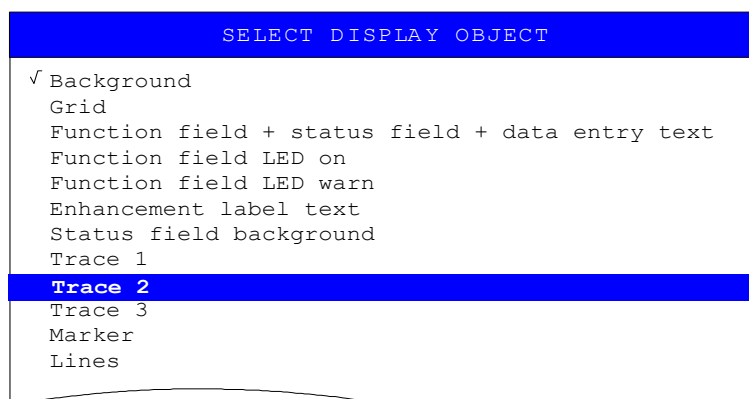 SELECT DISPLAY OBJECT
√ Background
Grid
Function field + status field + data entry text
Function field LED on
Function field LED warn
Enhancement label text
Status field background
Trace 1
Trace 2
Trace 3
Marker
Lines